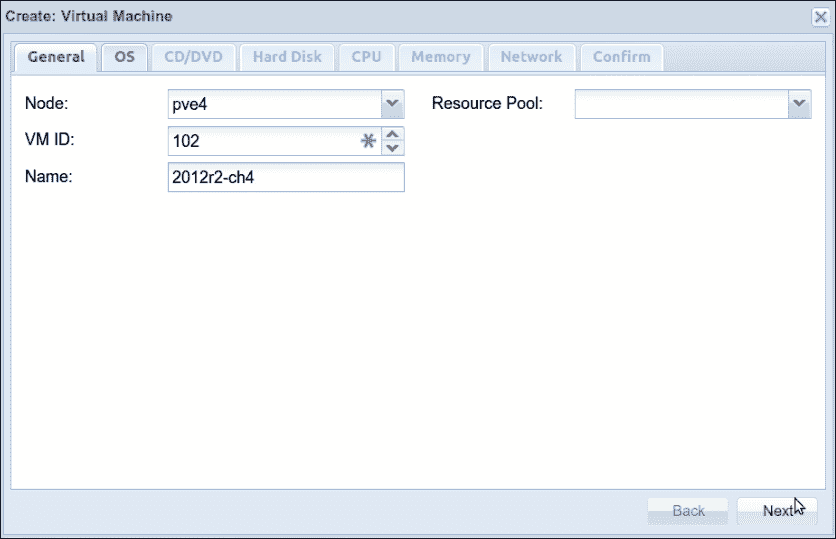 Create: Virtual Machine
General OS CD/DVD Hard Disk CPU Memory Network Confirm
Node: pve4 Resource Pool:
VM ID: 102
Name: 2012r2-ch4
Back Next